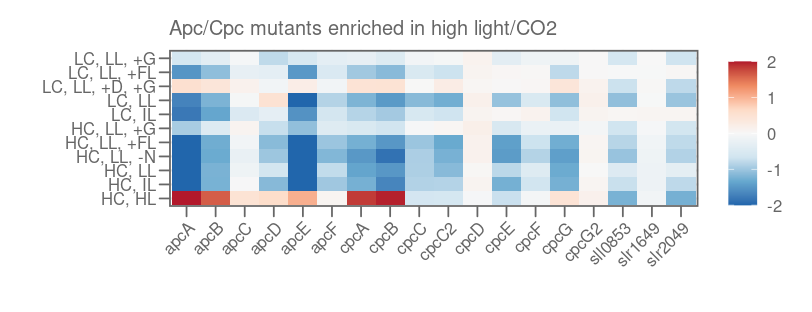 Apc/Cpc mutants enriched in high light/CO2
LC, LL, +G
LC, LL, +FL
LC, LL, +D, +G
LC, LL
LC, IL
HC, LL, +G
HC, LL, +FL
HC, LL, -N
HC, LL
HC, IL
HC, HL
apcA
apcB
apcC
apcD
apcE
apcF
cpcA
cpcB
cpcC
cpcC2
cpcD
cpcE
cpcF
cpcG
cpcG2
sll0853
slr1649
slr2049
2
1
0
-1
-2